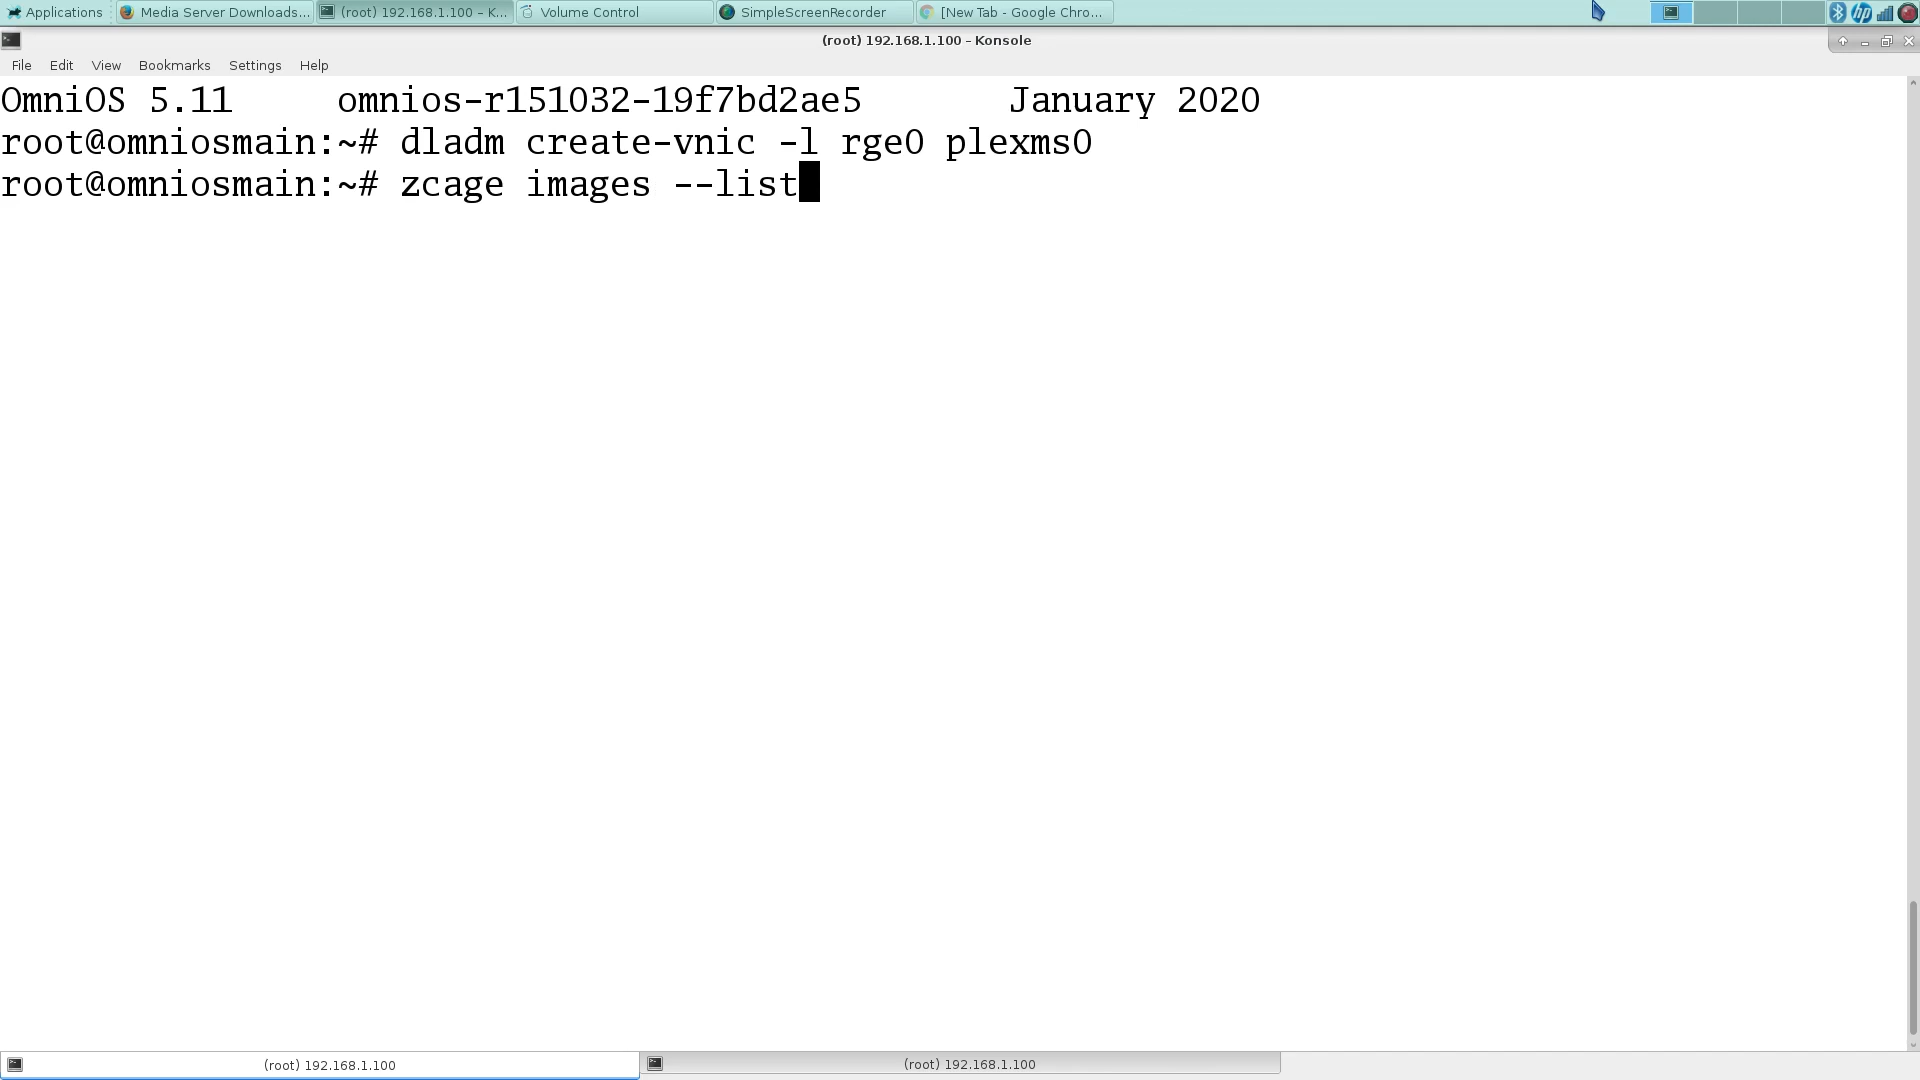 Applications Media Server Downloads... (root) 192.168.1.100 – K... Volume Control SimpleScreenRecorder [New Tab - Google Chro...
(root) 192.168.1.100 – Konsole
File Edit View Bookmarks Settings Help
OmniOS 5.11 omnios-r151032-19f7bd2ae5 January 2020
root@omniosmain:~# dladm create-vnic -l rge0 plexms0
root@omniosmain:~# zcage images --list
(root) 192.168.1.100 (root) 192.168.1.100